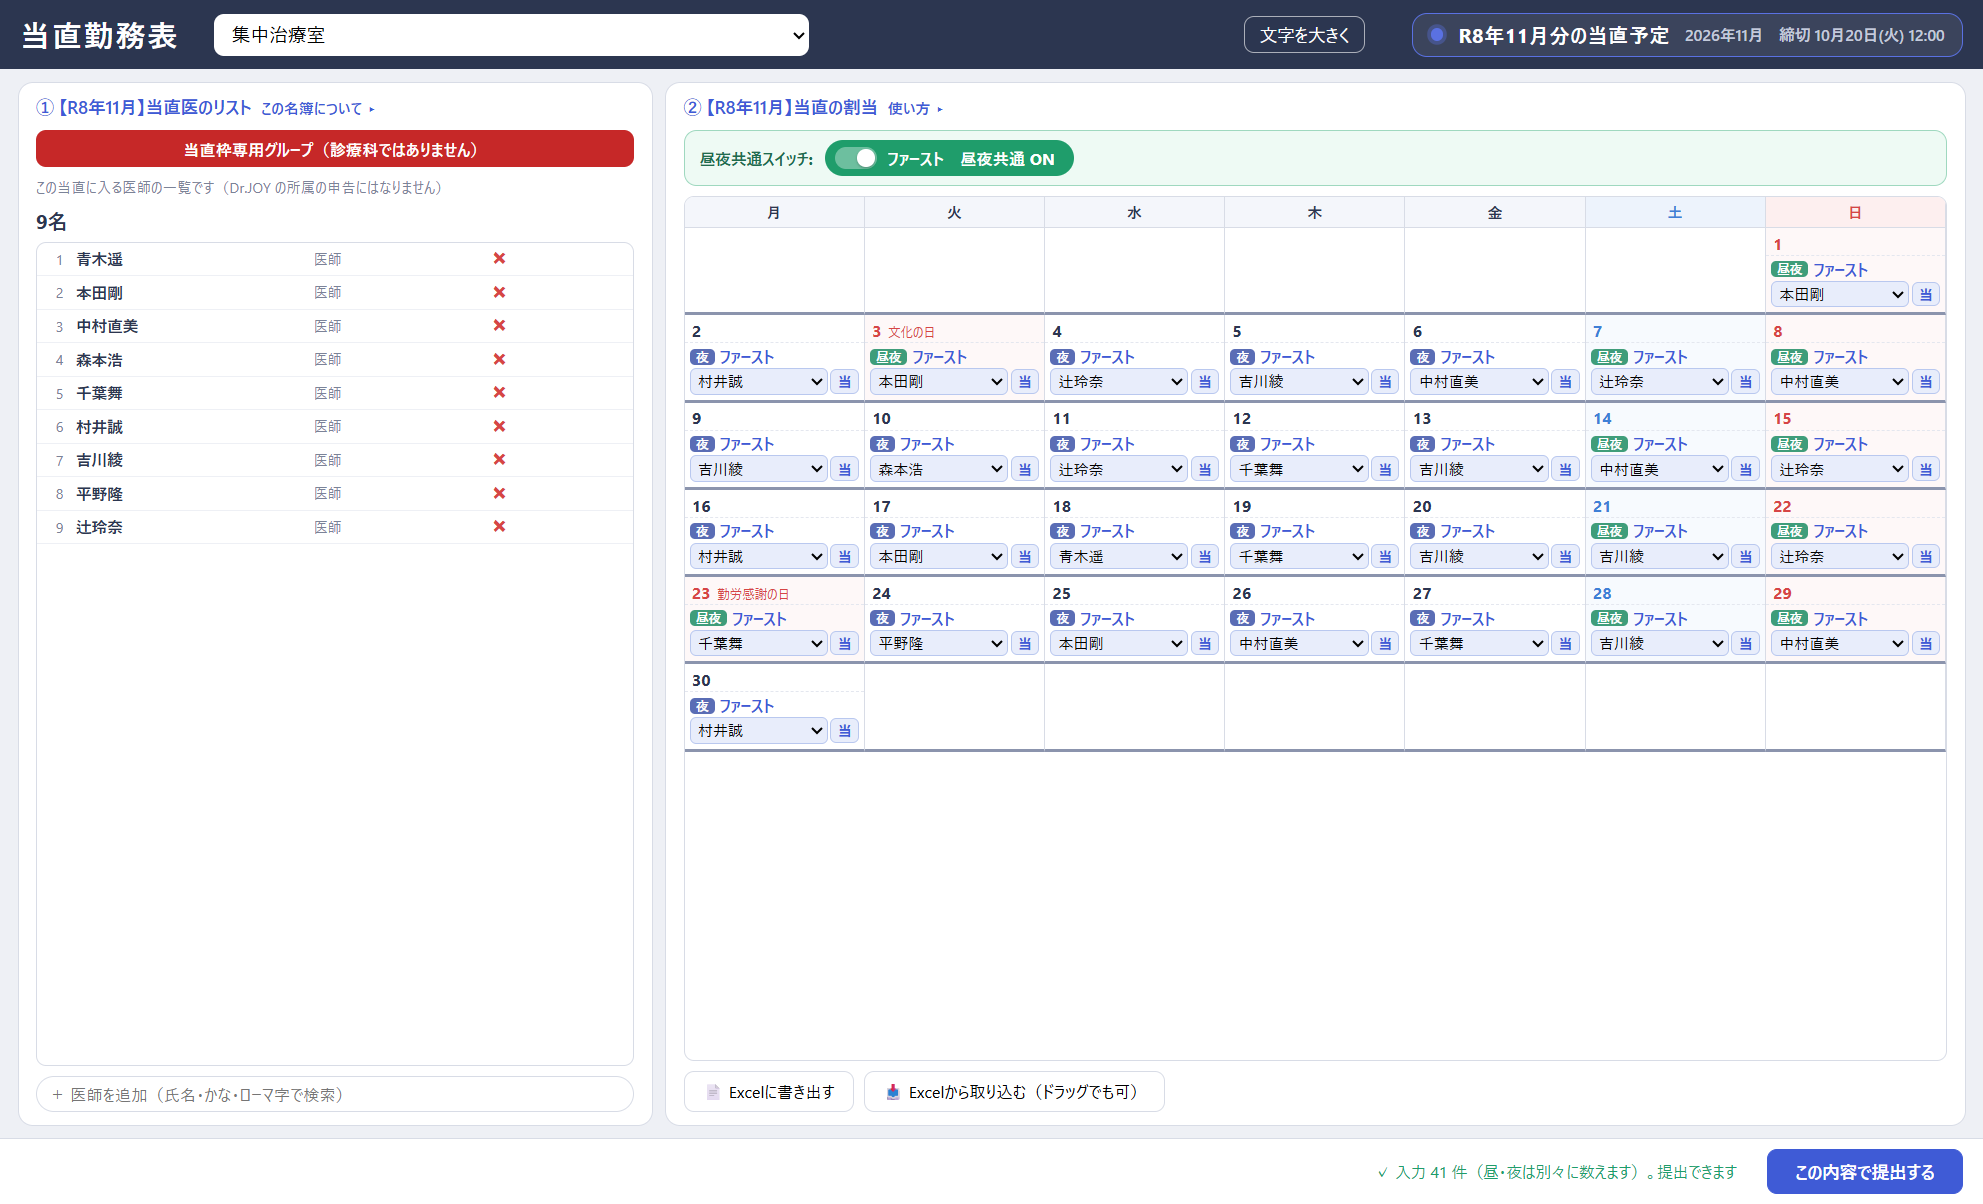 当直勤務表 集中治療室 文字を大きく R8年11月分の当直予定 2026年11月 締切 10月20日(火) 12:00
①【R8年11月】当直医のリスト この名簿について ▸
当直枠専用グループ（診療科ではありません）
この当直に入る医師の一覧です（Dr.JOY の所属の申告にはなりません）
9名
1 青木遥 医師 ×
2 本田剛 医師 ×
3 中村直美 医師 ×
4 森本浩 医師 ×
5 千葉舞 医師 ×
6 村井誠 医師 ×
7 吉川綾 医師 ×
8 平野隆 医師 ×
9 辻玲奈 医師 ×
＋ 医師を追加（氏名・かな・ローマ字で検索）
②【R8年11月】当直の割当 使い方 ▸
昼夜共通スイッチ: ファースト 昼夜共通 ON
月 火 水 木 金 土 日
1
昼夜 ファースト
本田剛 当
2 3 文化の日 4 5 6 7 8
夜 ファースト 昼夜 ファースト 夜 ファースト 夜 ファースト 夜 ファースト 昼夜 ファースト 昼夜 ファースト
村井誠 当 本田剛 当 辻玲奈 当 吉川綾 当 中村直美 当 辻玲奈 当 中村直美 当
9 10 11 12 13 14 15
夜 ファースト 夜 ファースト 夜 ファースト 夜 ファースト 夜 ファースト 昼夜 ファースト 昼夜 ファースト
吉川綾 当 森本浩 当 辻玲奈 当 千葉舞 当 吉川綾 当 中村直美 当 辻玲奈 当
16 17 18 19 20 21 22
夜 ファースト 夜 ファースト 夜 ファースト 夜 ファースト 夜 ファースト 昼夜 ファースト 昼夜 ファースト
村井誠 当 本田剛 当 青木遥 当 千葉舞 当 吉川綾 当 吉川綾 当 辻玲奈 当
23 勤労感謝の日 24 25 26 27 28 29
昼夜 ファースト 夜 ファースト 夜 ファースト 夜 ファースト 夜 ファースト 昼夜 ファースト 昼夜 ファースト
千葉舞 当 平野隆 当 本田剛 当 中村直美 当 千葉舞 当 吉川綾 当 中村直美 当
30
夜 ファースト
村井誠 当
Excelに書き出す Excelから取り込む（ドラッグでも可）
✓ 入力 41 件（昼・夜は別々に数えます）。提出できます この内容で提出する